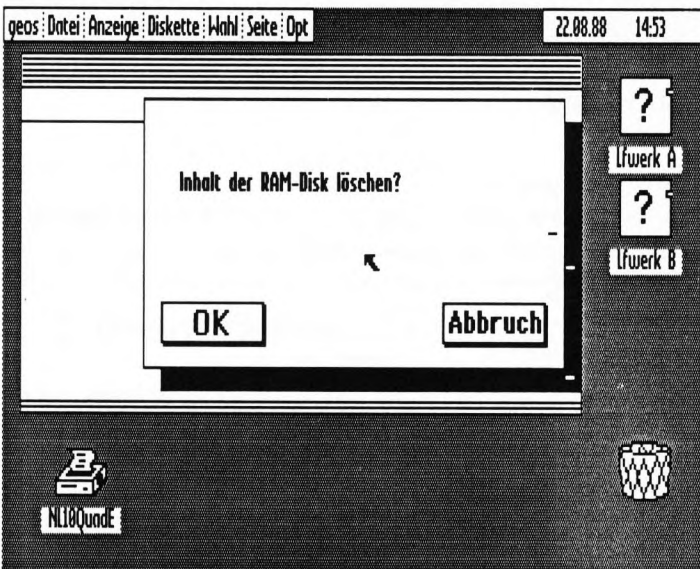 geos Datei Anzeige Diskette Wahl Seite Opt
22.08.88 14:53
?
Lfwerk A
?
Lfwerk B
Inhalt der RAM-Disk löschen?
OK
Abbruch
NL10QuadE